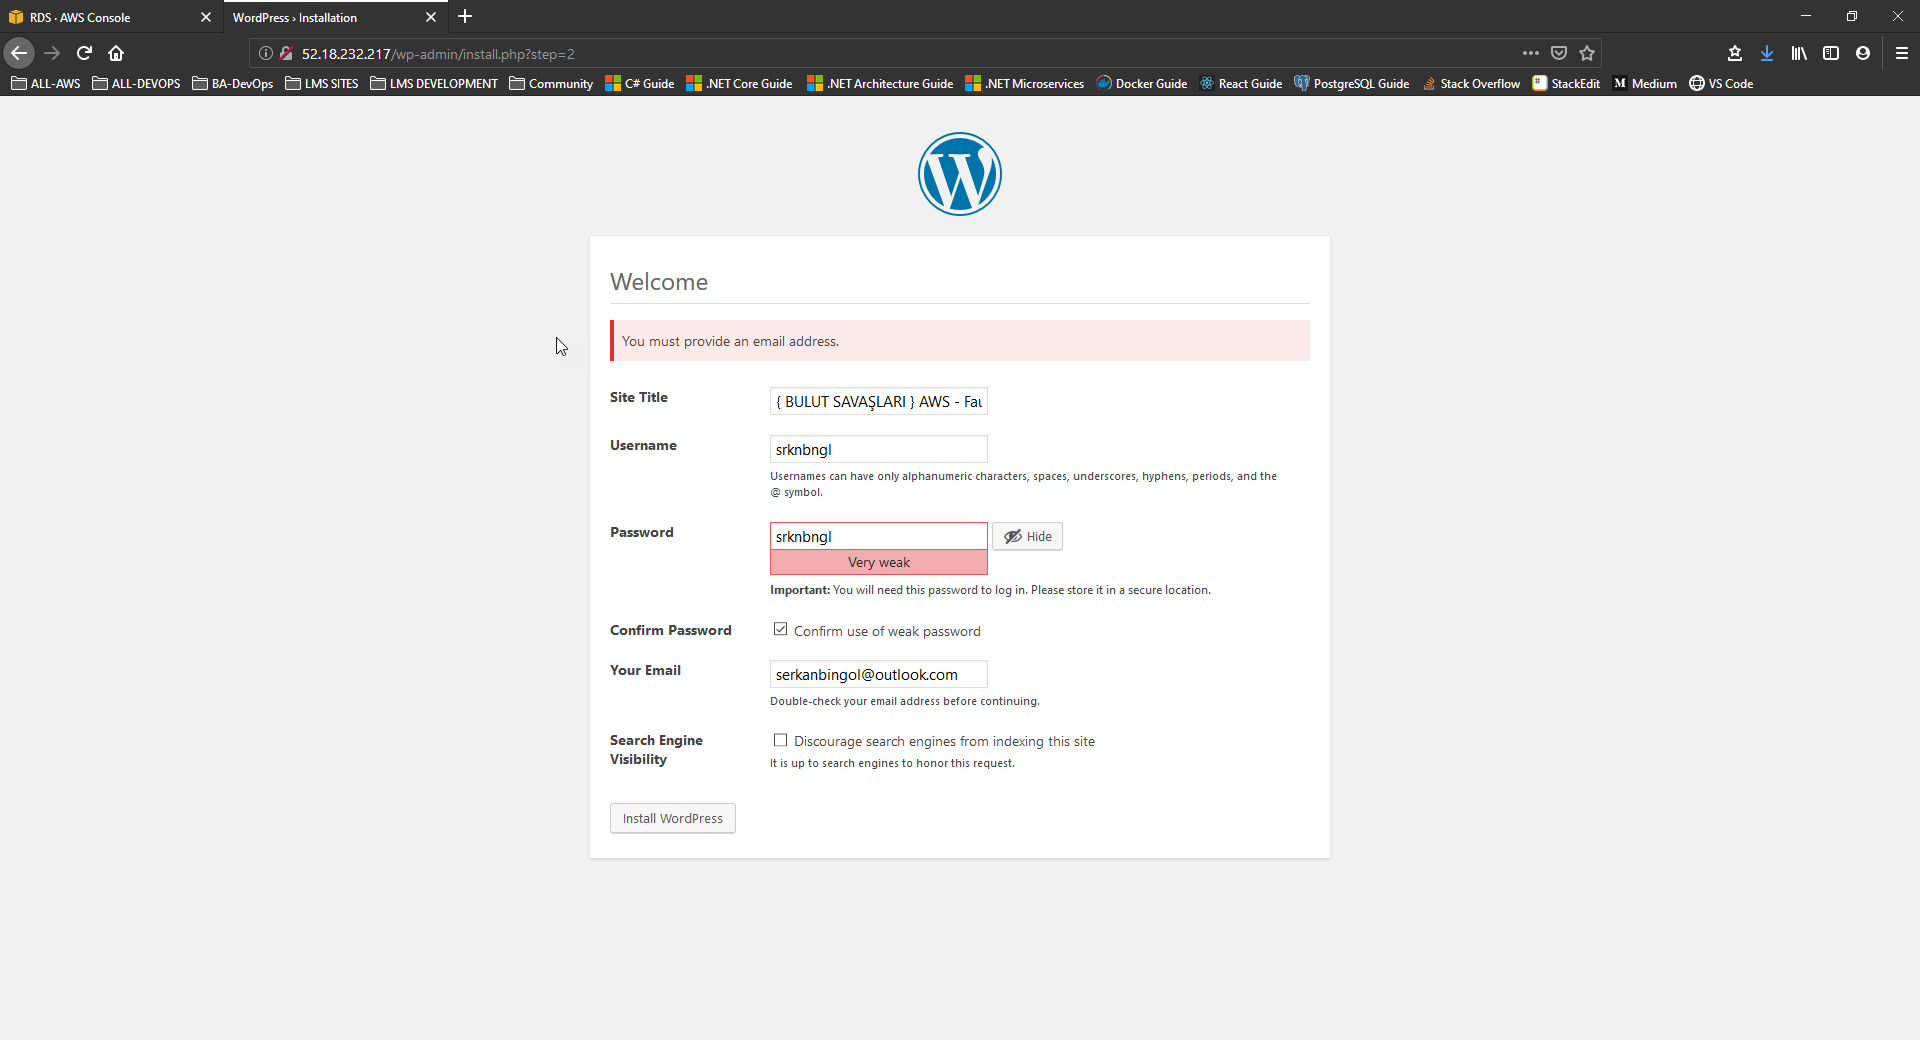 RDS · AWS Console
WordPress › Installation
52.18.232.217/wp-admin/install.php?step=2
ALL-AWS
ALL-DEVOPS
BA-DevOps
LMS SITES
LMS DEVELOPMENT
Community
C# Guide
.NET Core Guide
.NET Architecture Guide
.NET Microservices
Docker Guide
React Guide
PostgreSQL Guide
Stack Overflow
StackEdit
Medium
VS Code
Welcome
You must provide an email address.
Site Title
{ BULUT SAVAŞLARI } AWS - Fau
Username
srknbngl
Usernames can have only alphanumeric characters, spaces, underscores, hyphens, periods, and the
@ symbol.
Password
srknbngl
Hide
Very weak
Important: You will need this password to log in. Please store it in a secure location.
Confirm Password
Confirm use of weak password
Your Email
serkanbingol@outlook.com
Double-check your email address before continuing.
Search Engine
Visibility
Discourage search engines from indexing this site
It is up to search engines to honor this request.
Install WordPress